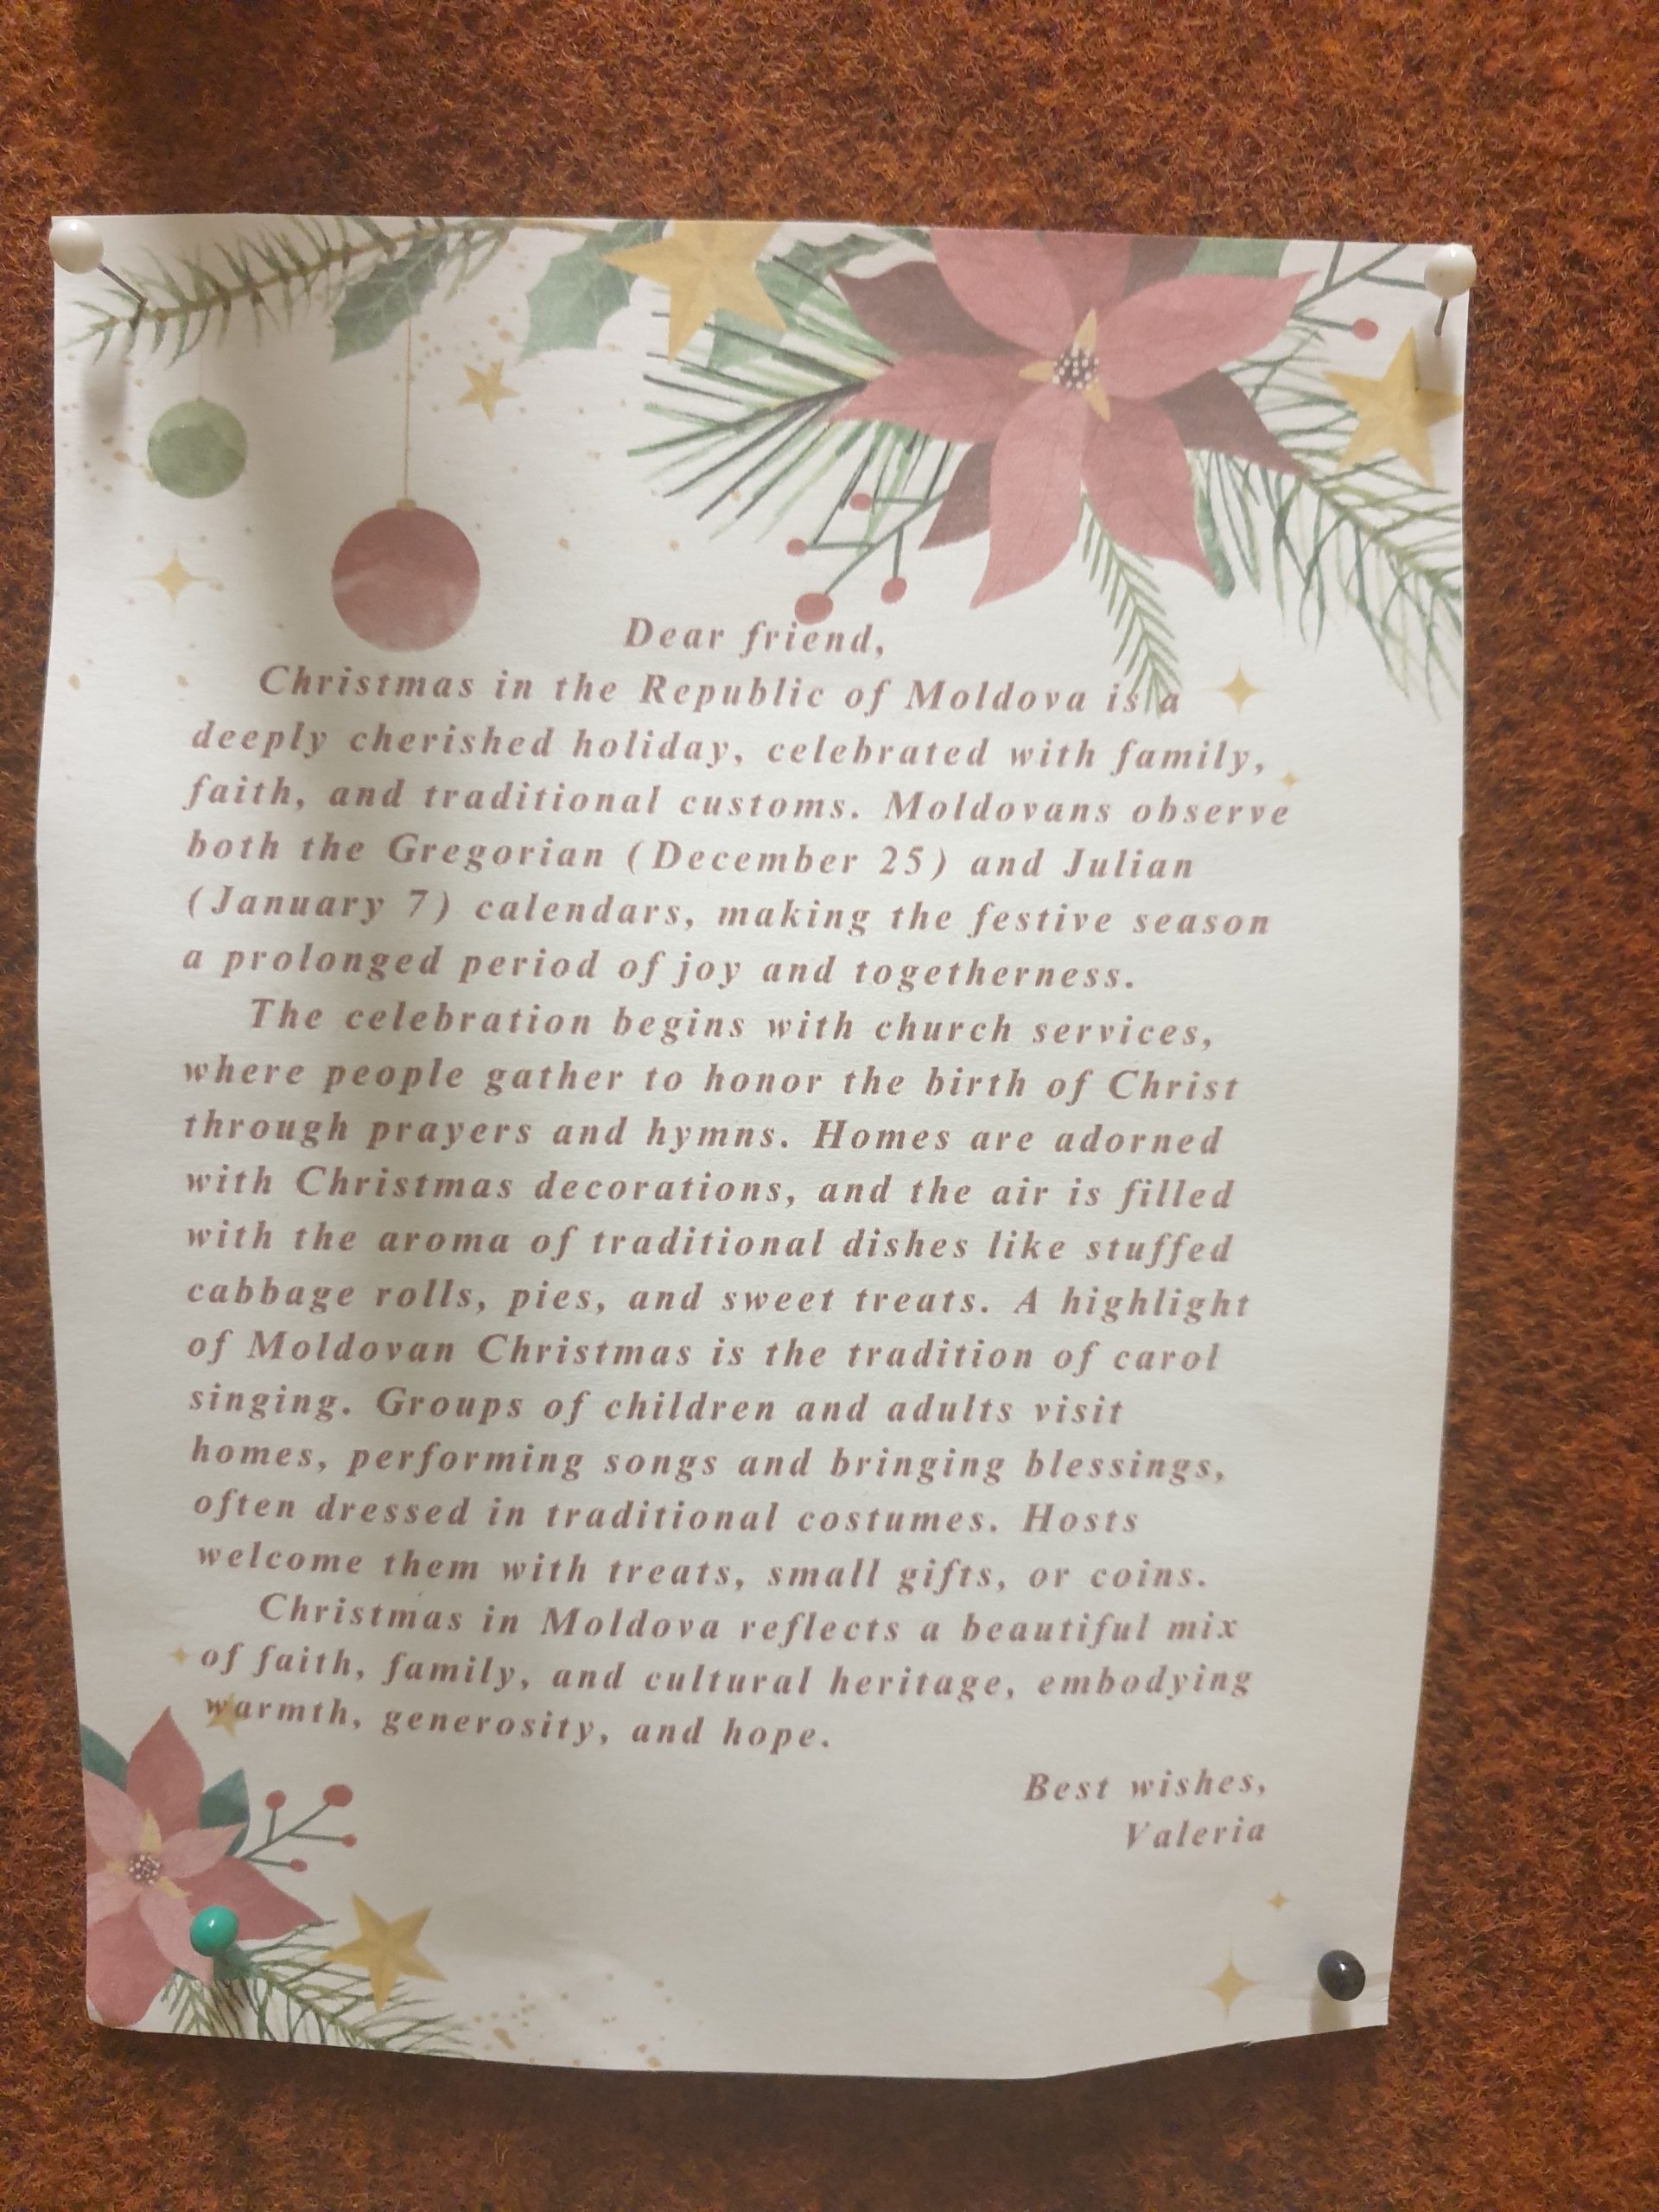 Dear friend,
Christmas in the Republic of Moldova is a
deeply cherished holiday, celebrated with family,
faith, and traditional customs. Moldovans observe
both the Gregorian (December 25) and Julian
(January 7) calendars, making the festive season
a prolonged period of joy and togetherness.
The celebration begins with church services,
where people gather to honor the birth of Christ
through prayers and hymns. Homes are adorned
with Christmas decorations, and the air is filled
with the aroma of traditional dishes like stuffed
cabbage rolls, pies, and sweet treats. A highlight
of Moldovan Christmas is the tradition of carol
singing. Groups of children and adults visit
homes, performing songs and bringing blessings,
often dressed in traditional costumes. Hosts
welcome them with treats, small gifts, or coins.
Christmas in Moldova reflects a beautiful mix
of faith, family, and cultural heritage, embodying
warmth, generosity, and hope.
Best wishes,
Valeria